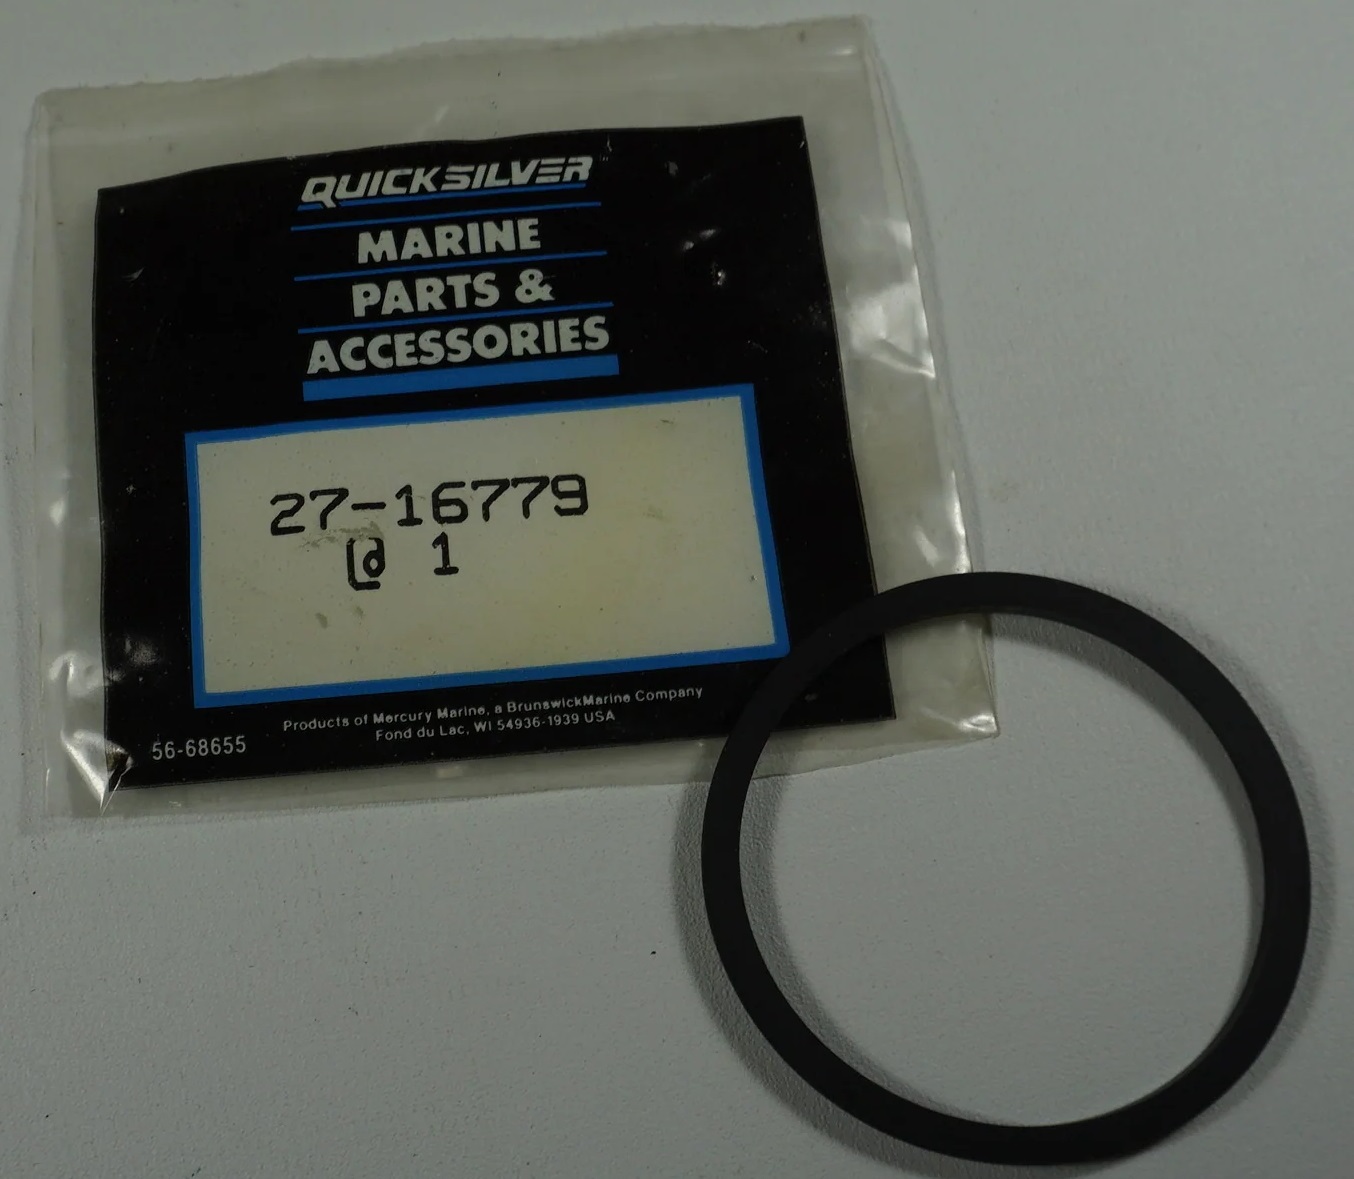 QUICKSILVER
MARINE
PARTS &
ACCESSORIES
27-16779
@ 1
Products of Mercury Marine, a BrunswickMarine Company
Fond du Lac, WI 54936-1939 USA
56-68655